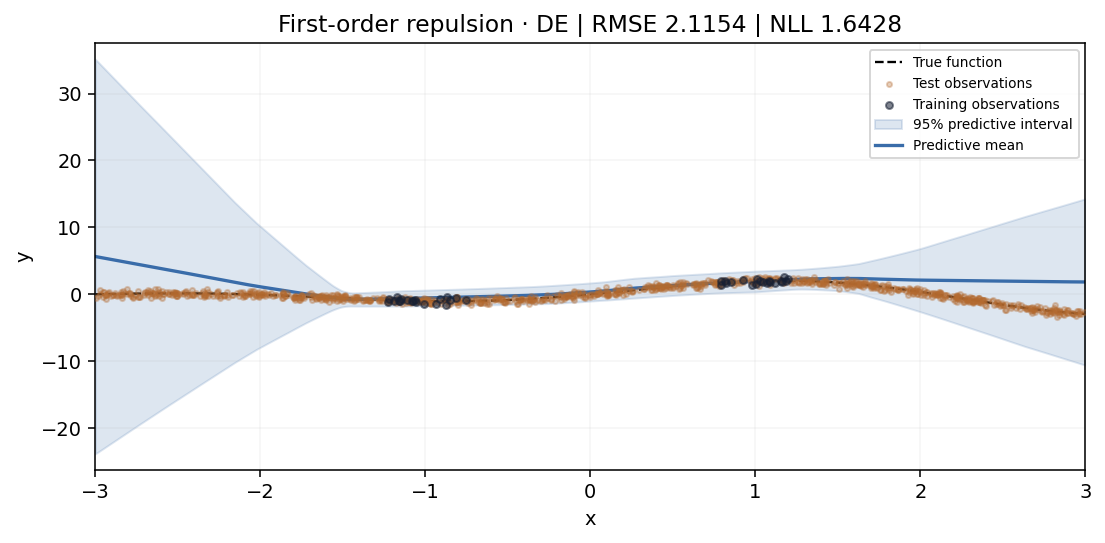 First-order repulsion · DE | RMSE 2.1154 | NLL 1.6428
True function
Test observations
Training observations
95% predictive interval
Predictive mean
y
30
20
10
0
−10
−20
−3
−2
−1
0
1
2
3
x